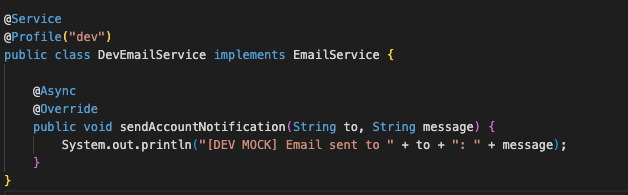 @Service
@Profile("dev")
public class DevEmailService implements EmailService {
@Async
@Override
public void sendAccountNotification(String to, String message) {
System.out.println("[DEV MOCK] Email sent to " + to + ": " + message);
}
}